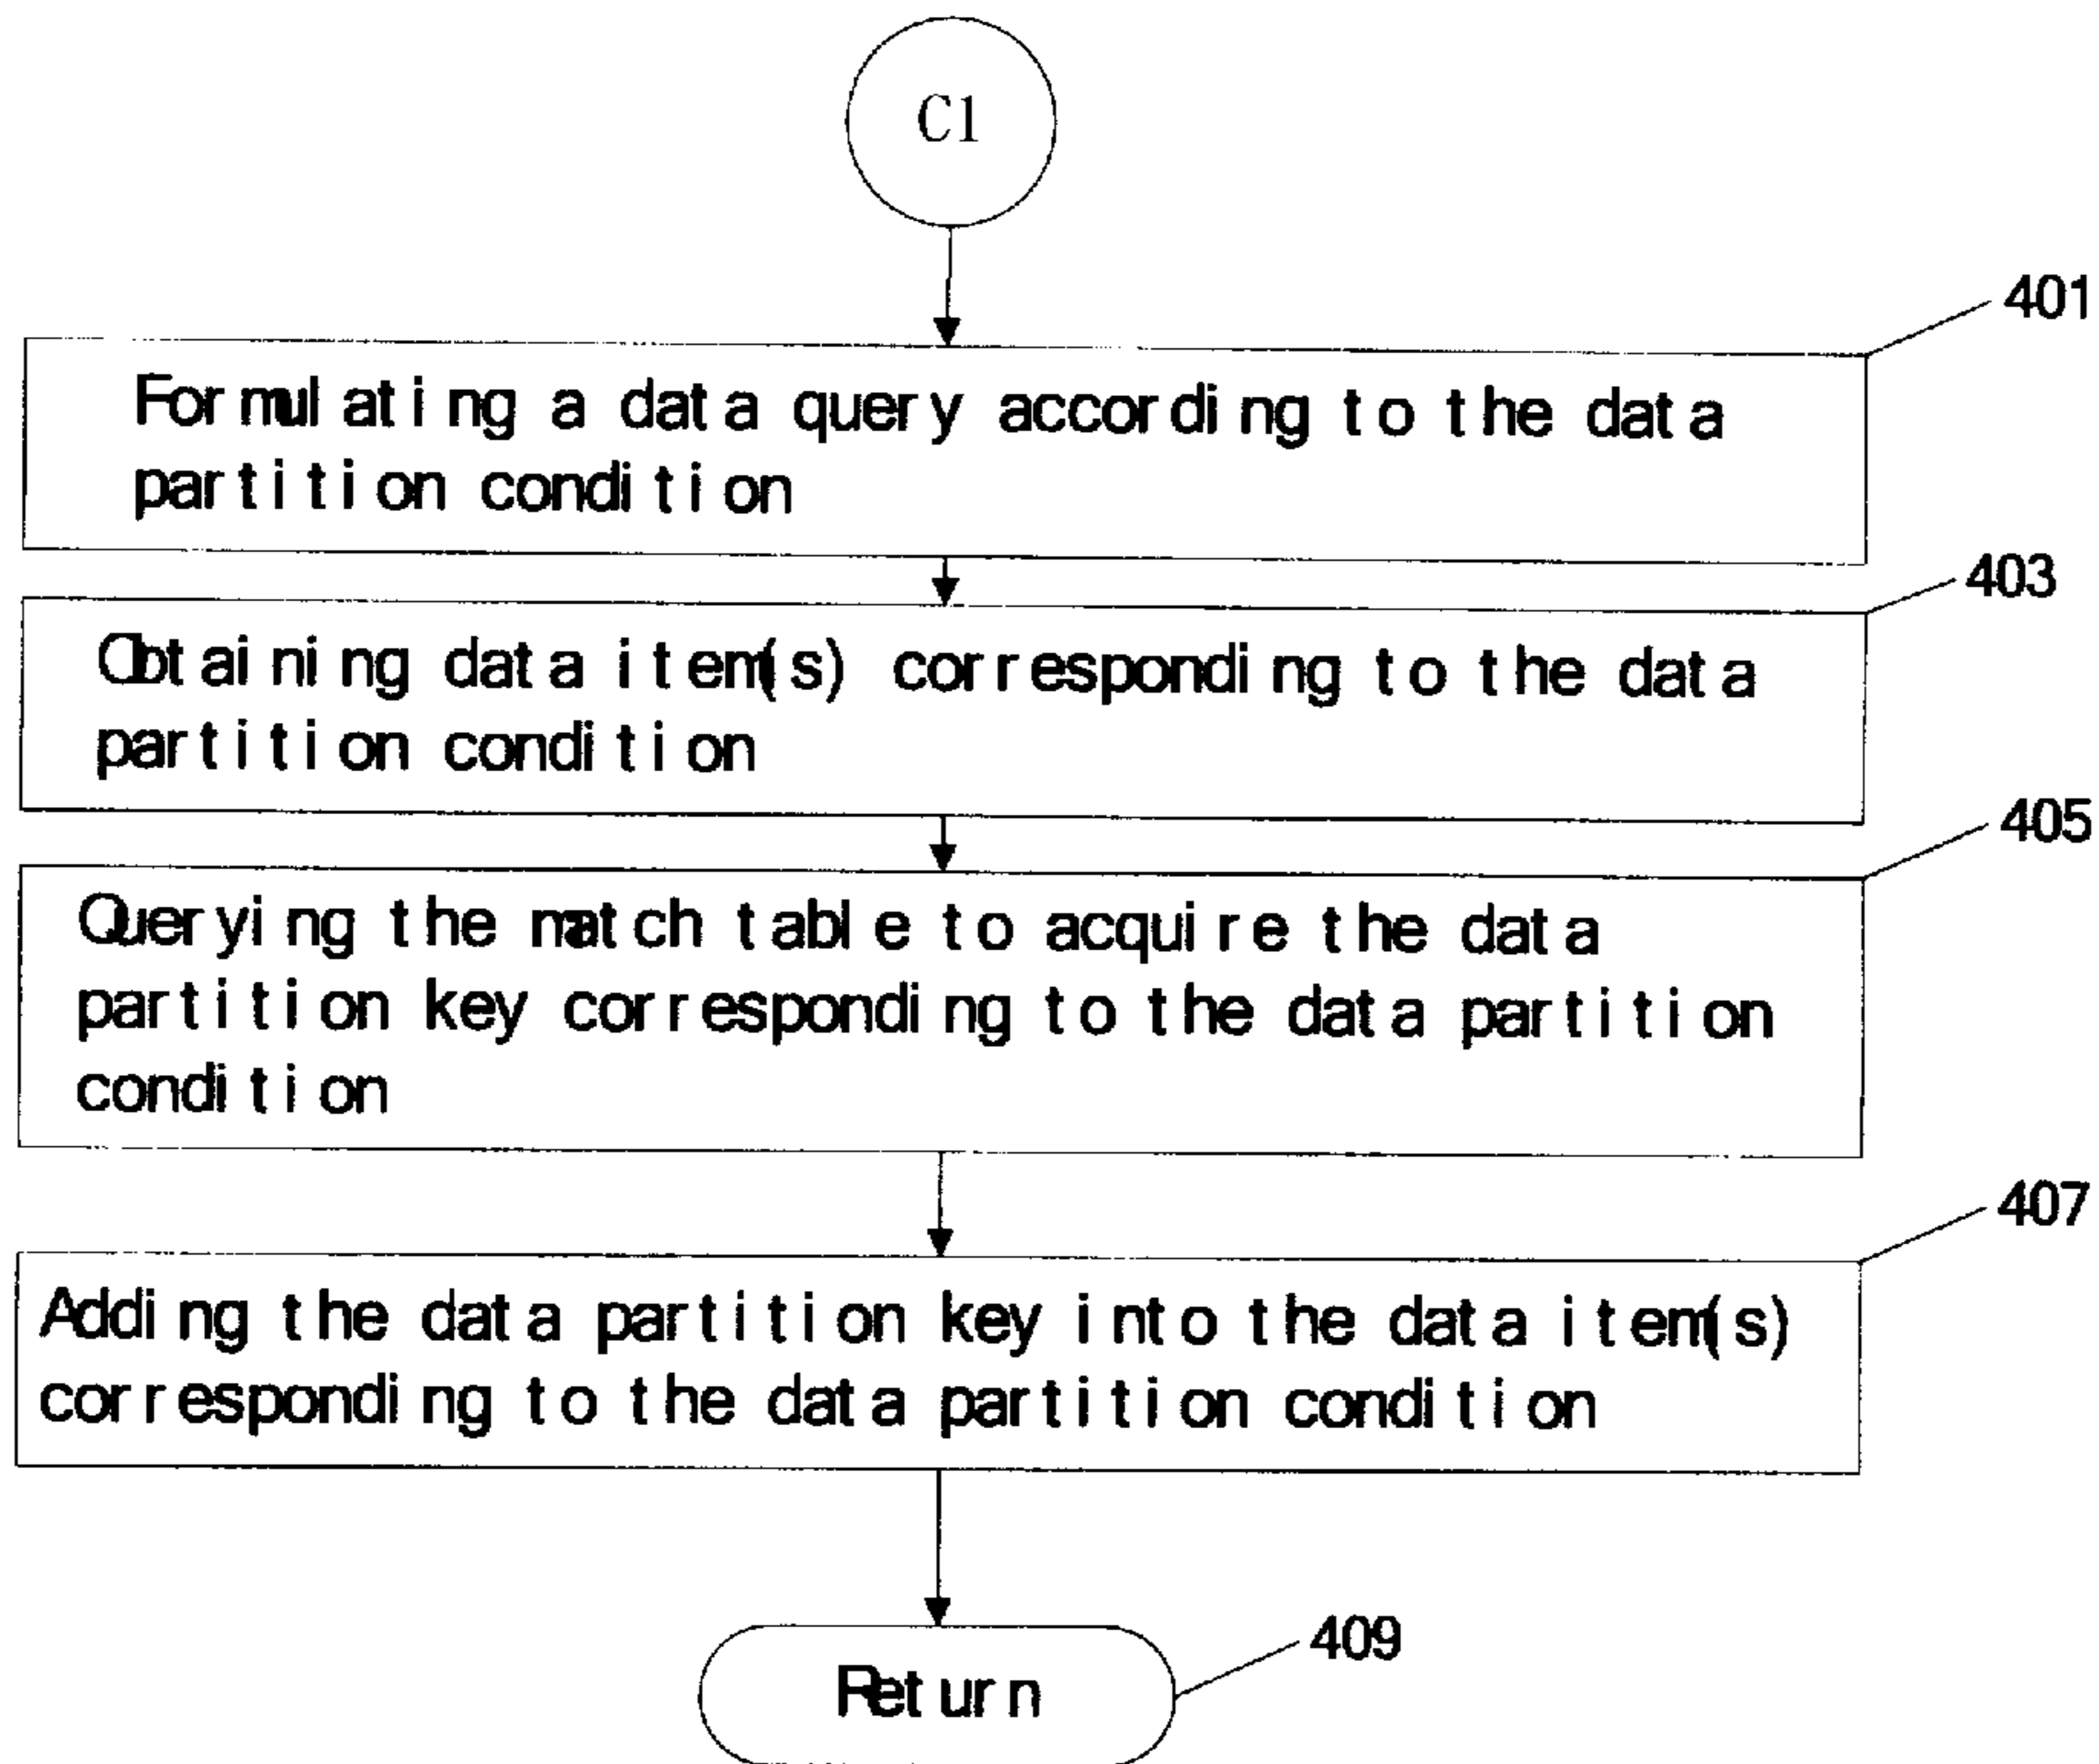 C1
401
Formulating a data query according to the data
partition condition
403
Obtaining data item(s) corresponding to the data
partition condition
405
Querying the match table to acquire the data
partition key corresponding to the data partition
condition
407
Adding the data partition key into the data item(s)
corresponding to the data partition condition
409
Return